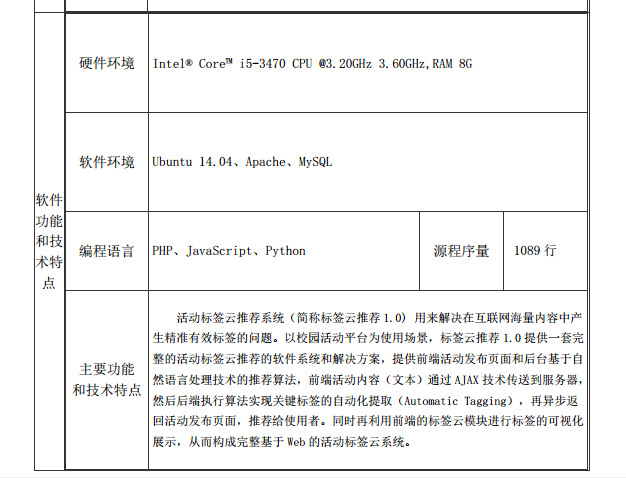 软件
功能
和技
术特
点
硬件环境
Intel® Core™ i5-3470 CPU @3.20GHz 3.60GHz,RAM 8G
软件环境
Ubuntu 14.04、Apache、MySQL
编程语言
PHP、JavaScript、Python
源程序量
1089 行
主要功能
和技术特点
活动标签云推荐系统（简称标签云推荐 1.0）用来解决在互联网海量内容中产
生精准有效标签的问题。以校园活动平台为使用场景，标签云推荐 1.0 提供一套完
整的活动标签云推荐的软件系统和解决方案，提供前端活动发布页面和后台基于自
然语言处理技术的推荐算法，前端活动内容（文本）通过 AJAX 技术传送到服务器，
然后后端执行算法实现关键标签的自动化提取（Automatic Tagging），再异步返
回活动发布页面，推荐给使用者。同时再利用前端的标签云模块进行标签的可视化
展示，从而构成完整基于 Web 的活动标签云系统。